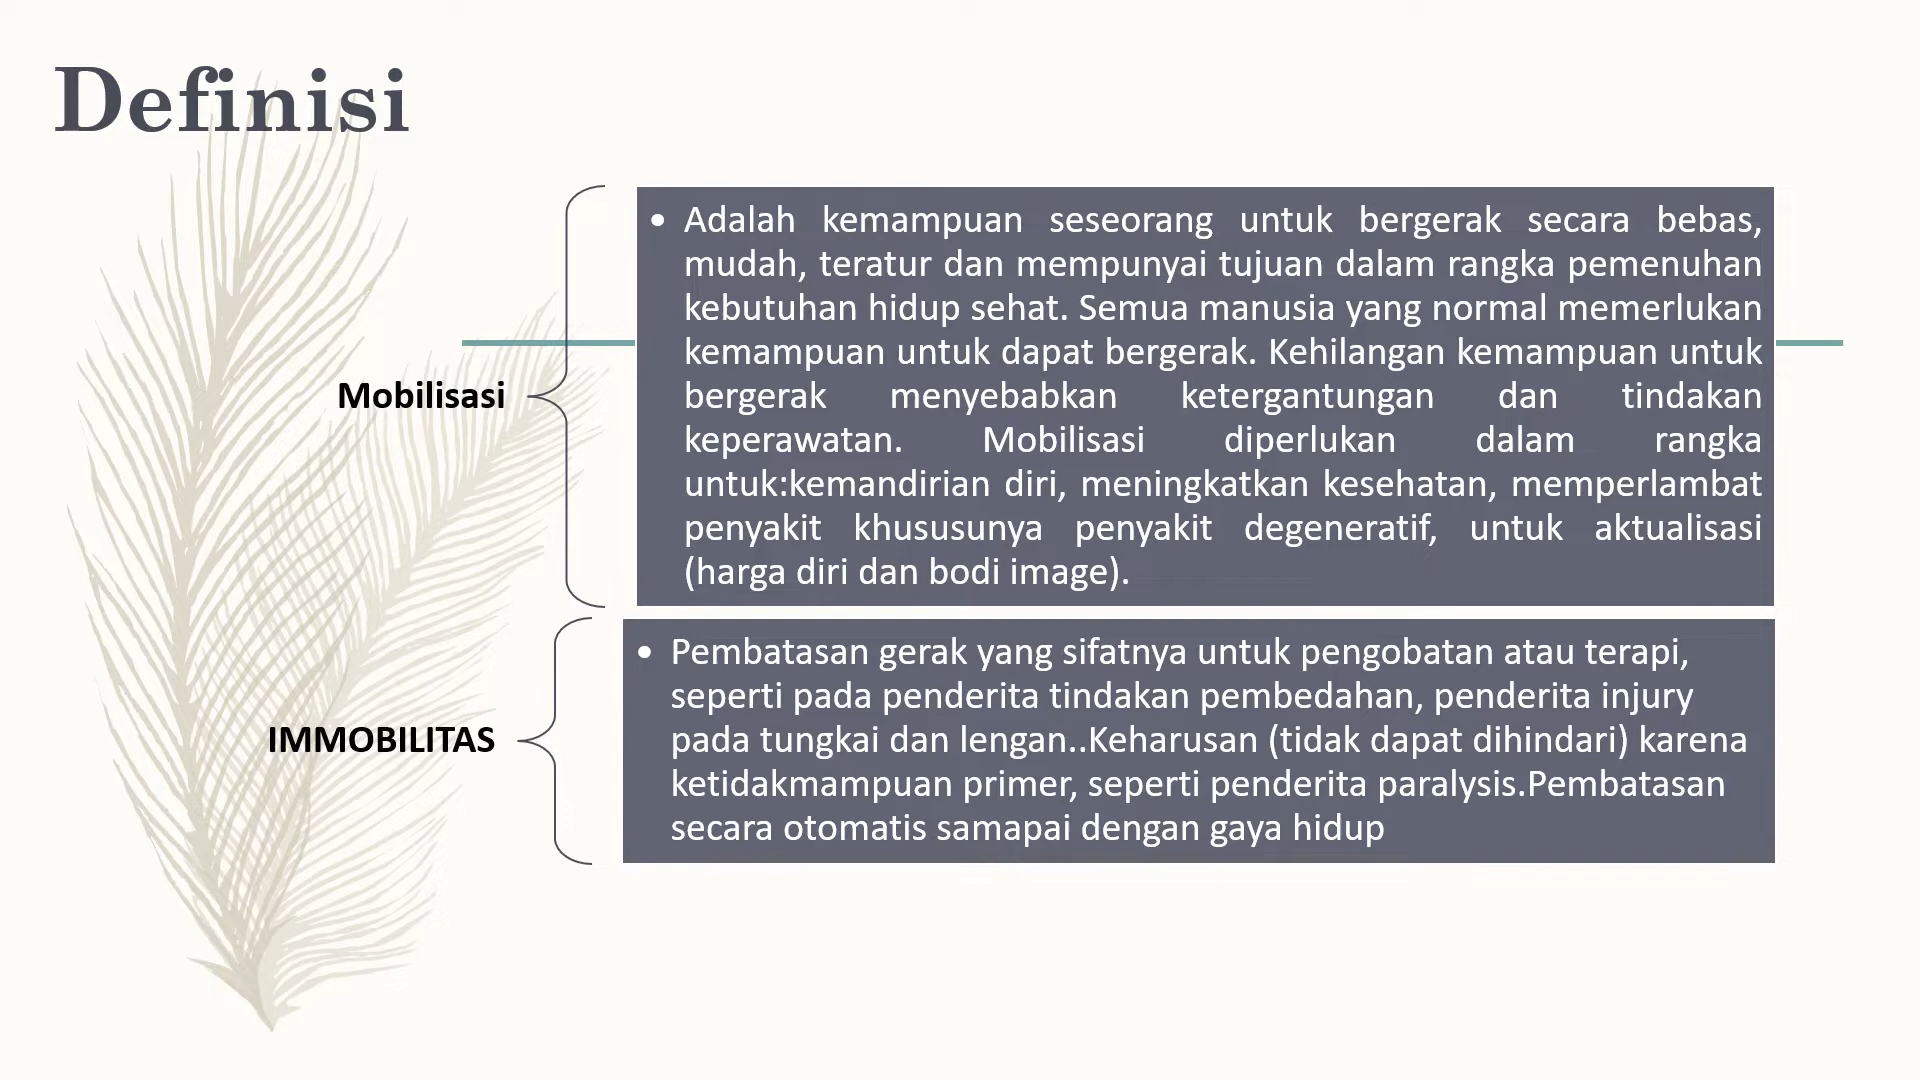 Definisi
Mobilisasi
• Adalah kemampuan seseorang untuk bergerak secara bebas,
mudah, teratur dan mempunyai tujuan dalam rangka pemenuhan
kebutuhan hidup sehat. Semua manusia yang normal memerlukan
kemampuan untuk dapat bergerak. Kehilangan kemampuan untuk
bergerak menyebabkan ketergantungan dan tindakan
keperawatan. Mobilisasi diperlukan dalam rangka
untuk:kemandirian diri, meningkatkan kesehatan, memperlambat
penyakit khususunya penyakit degeneratif, untuk aktualisasi
(harga diri dan bodi image).
IMMOBILITAS
• Pembatasan gerak yang sifatnya untuk pengobatan atau terapi,
seperti pada penderita tindakan pembedahan, penderita injury
pada tungkai dan lengan..Keharusan (tidak dapat dihindari) karena
ketidakmampuan primer, seperti penderita paralysis.Pembatasan
secara otomatis samapai dengan gaya hidup